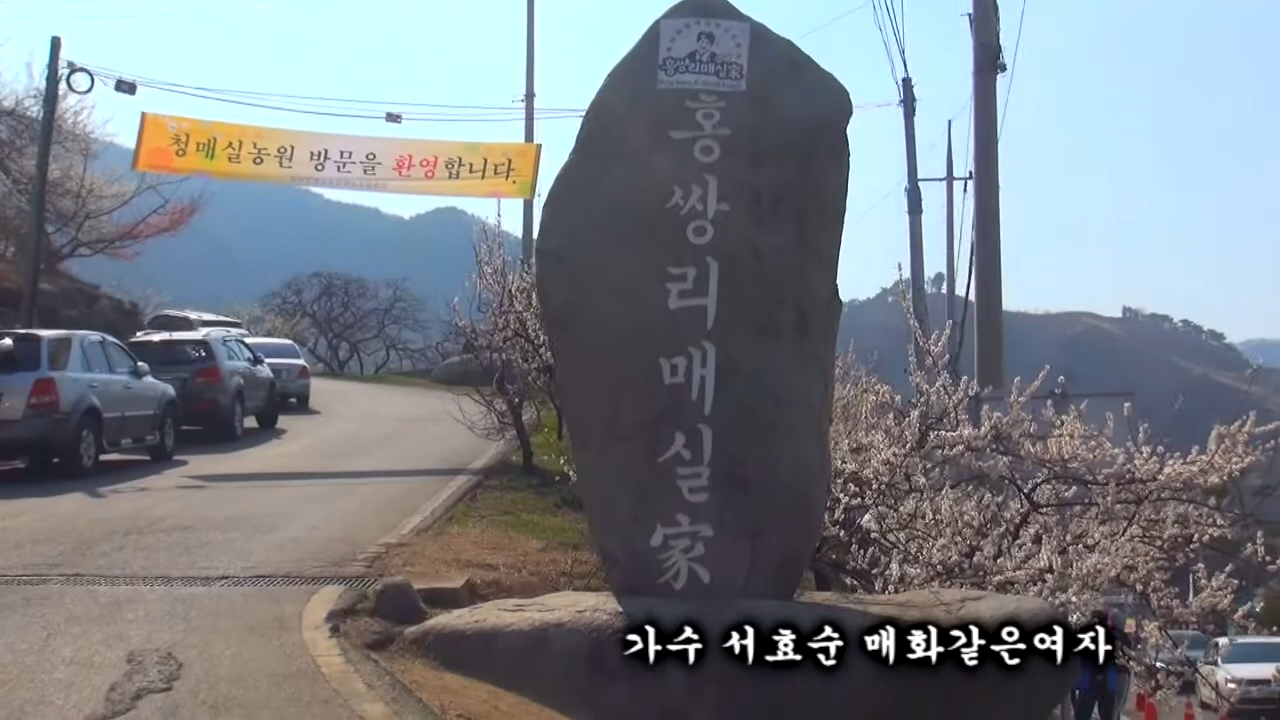 홍쌍리매실家
청매실농원 방문을 환영합니다.
홍
쌍
리
매
실
家
가수 서효순 매화같은여자